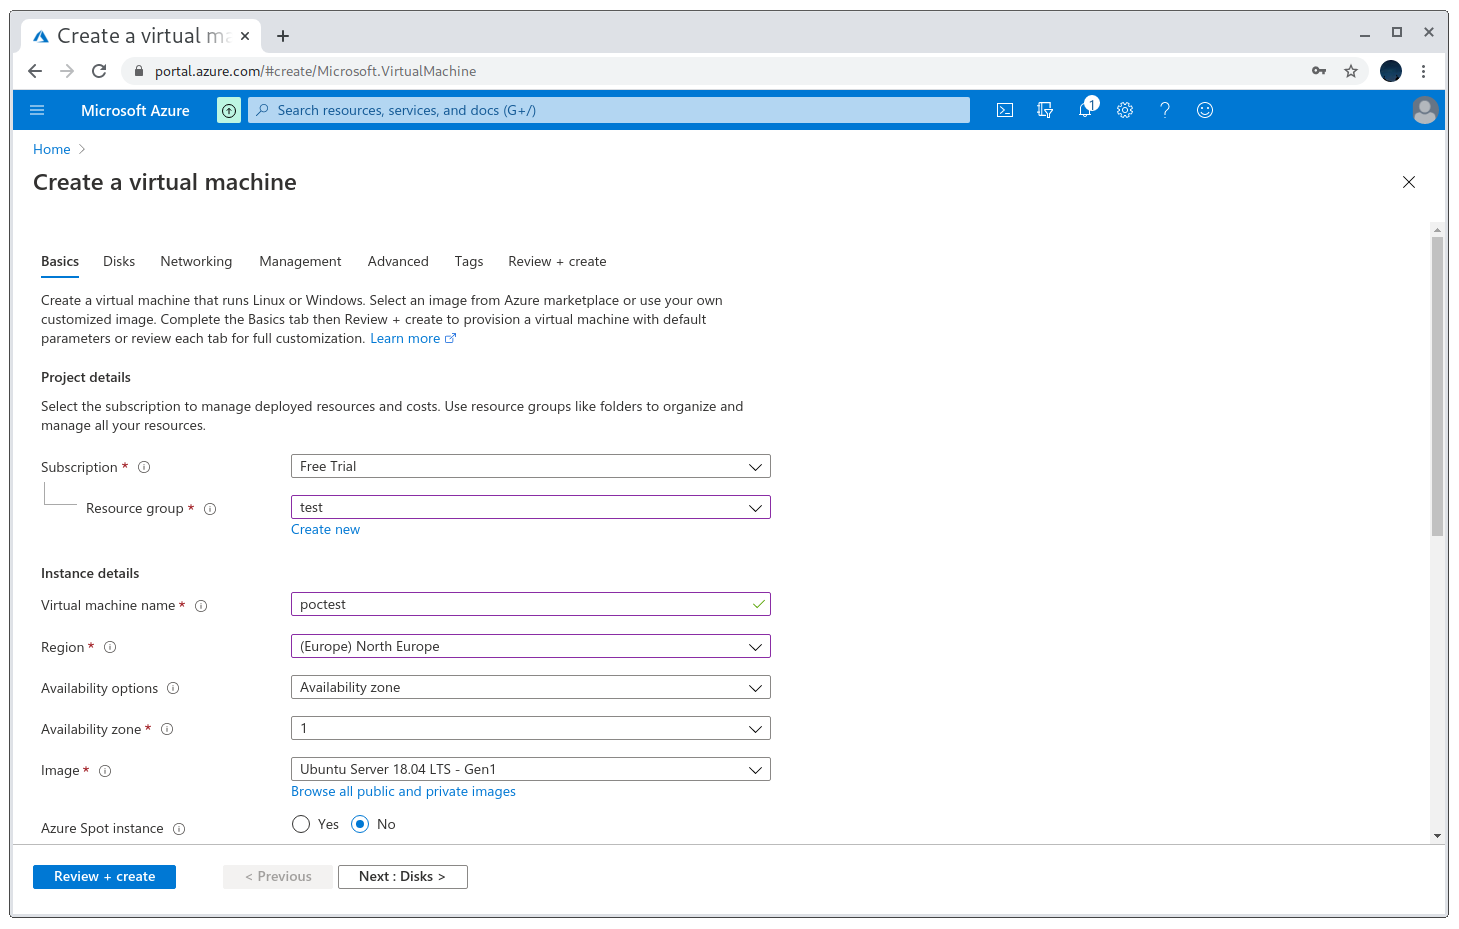 Create a virtual ma
portal.azure.com/#create/Microsoft.VirtualMachine
Microsoft Azure
Search resources, services, and docs (G+/)
1
Home
Create a virtual machine
Basics Disks Networking Management Advanced Tags Review + create
Create a virtual machine that runs Linux or Windows. Select an image from Azure marketplace or use your own
customized image. Complete the Basics tab then Review + create to provision a virtual machine with default
parameters or review each tab for full customization. Learn more
Project details
Select the subscription to manage deployed resources and costs. Use resource groups like folders to organize and
manage all your resources.
Subscription * Free Trial
Resource group * test
Create new
Instance details
Virtual machine name * poctest
Region * (Europe) North Europe
Availability options Availability zone
Availability zone * 1
Image * Ubuntu Server 18.04 LTS - Gen1
Browse all public and private images
Azure Spot instance Yes No
Review + create < Previous Next : Disks >